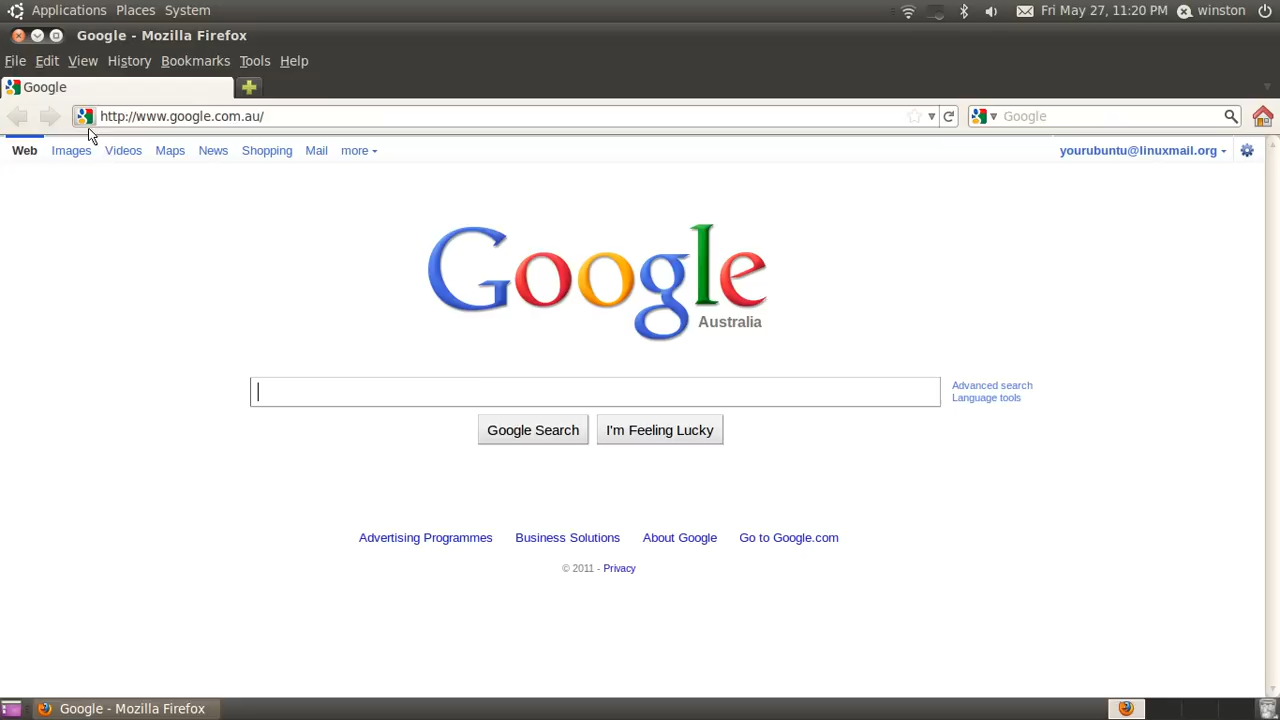 Applications Places System
Fri May 27, 11:20 PM winston
Google - Mozilla Firefox
File Edit View History Bookmarks Tools Help
Google
http://www.google.com.au/
Google
Web Images Videos Maps News Shopping Mail more
yourubuntu@linuxmail.org
Google
Australia
Advanced search
Language tools
Google Search I'm Feeling Lucky
Advertising Programmes Business Solutions About Google Go to Google.com
© 2011 - Privacy
Google - Mozilla Firefox